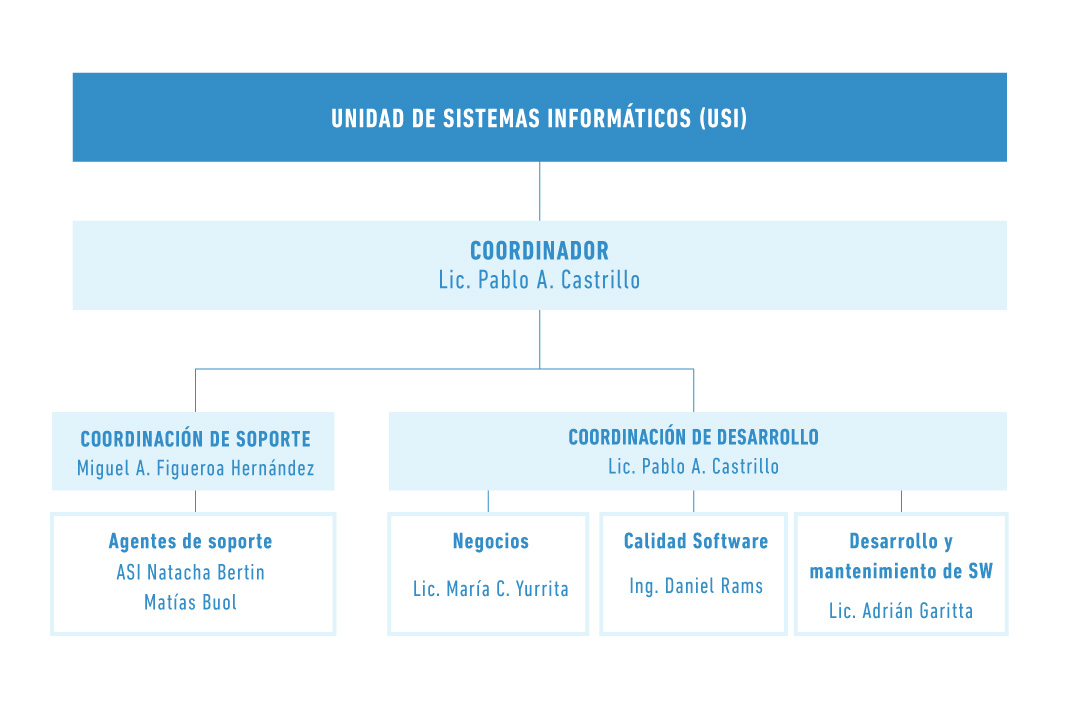 UNIDAD DE SISTEMAS INFORMÁTICOS (USI)
COORDINADOR
Lic. Pablo A. Castrillo
COORDINACIÓN DE SOPORTE
Miguel A. Figueroa Hernández
COORDINACIÓN DE DESARROLLO
Lic. Pablo A. Castrillo
Agentes de soporte
ASI Natacha Bertin
Matías Buol
Negocios
Lic. María C. Yurrita
Calidad Software
Ing. Daniel Rams
Desarrollo y
mantenimiento de SW
Lic. Adrián Garitta